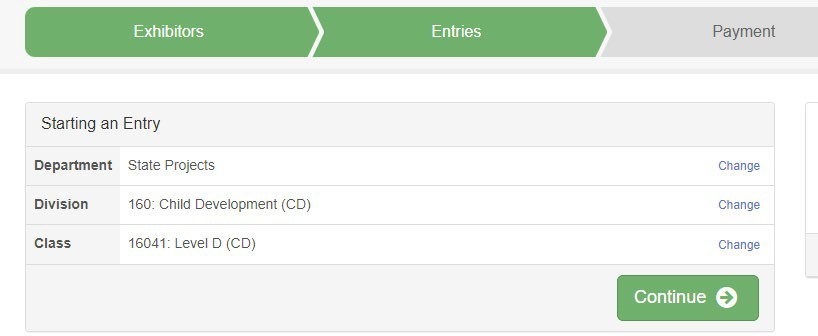 Exhibitors
Entries
Payment
Starting an Entry
Department State Projects Change
Division 160: Child Development (CD) Change
Class 16041: Level D (CD) Change
Continue